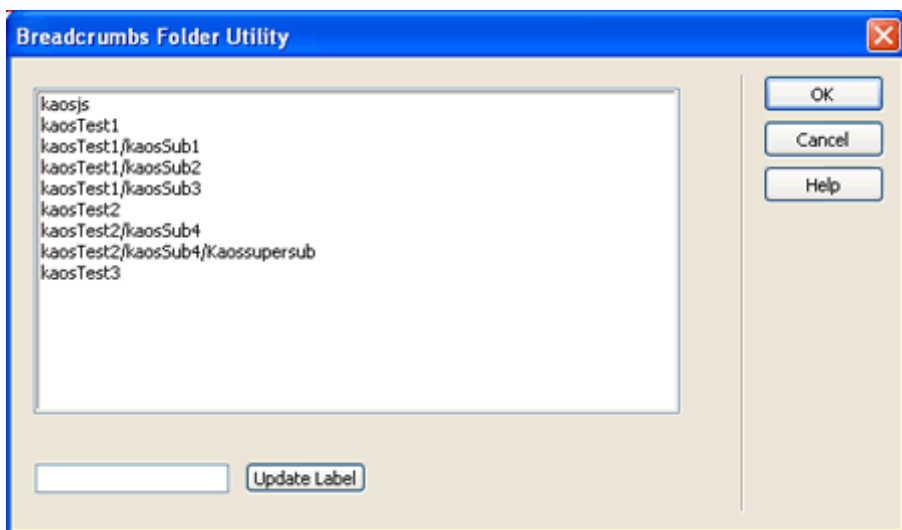 Breadcrumbs Folder Utility
kaosjs
kaosTest1
kaosTest1/kaosSub1
kaosTest1/kaosSub2
kaosTest1/kaosSub3
kaosTest2
kaosTest2/kaosSub4
kaosTest2/kaosSub4/Kaossupersub
kaosTest3
OK
Cancel
Help
Update Label